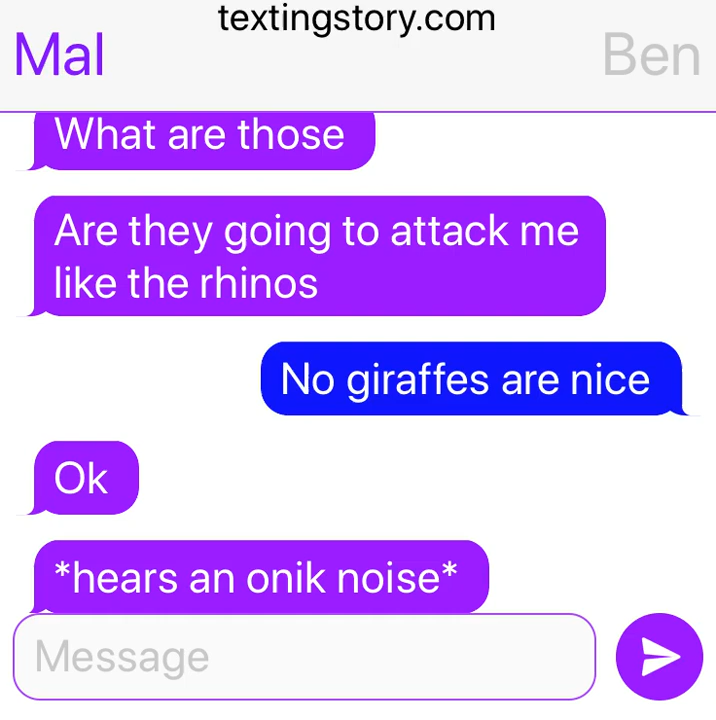 textingstory.com
Mal
Ben
What are those
Are they going to attack me
like the rhinos
No giraffes are nice
Ok
*hears an onik noise*
Message